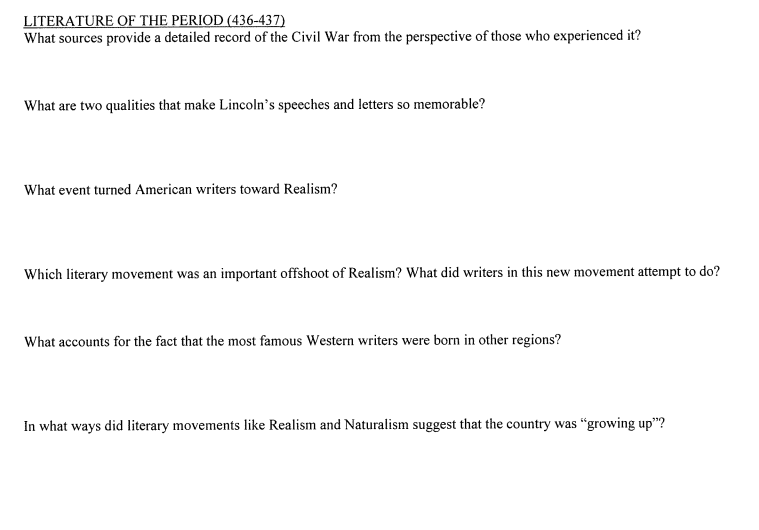 LITERATURE OF THE PERIOD (436-437)
What sources provide a detailed record of the Civil War from the perspective of those who experienced it?
What are two qualities that make Lincoln's speeches and letters so memorable?
What event turned American writers toward Realism?
Which literary movement was an important offshoot of Realism? What did writers in this new movement attempt to do?
What accounts for the fact that the most famous Western writers were born in other regions?
In what ways did literary movements like Realism and Naturalism suggest that the country was “growing up”?